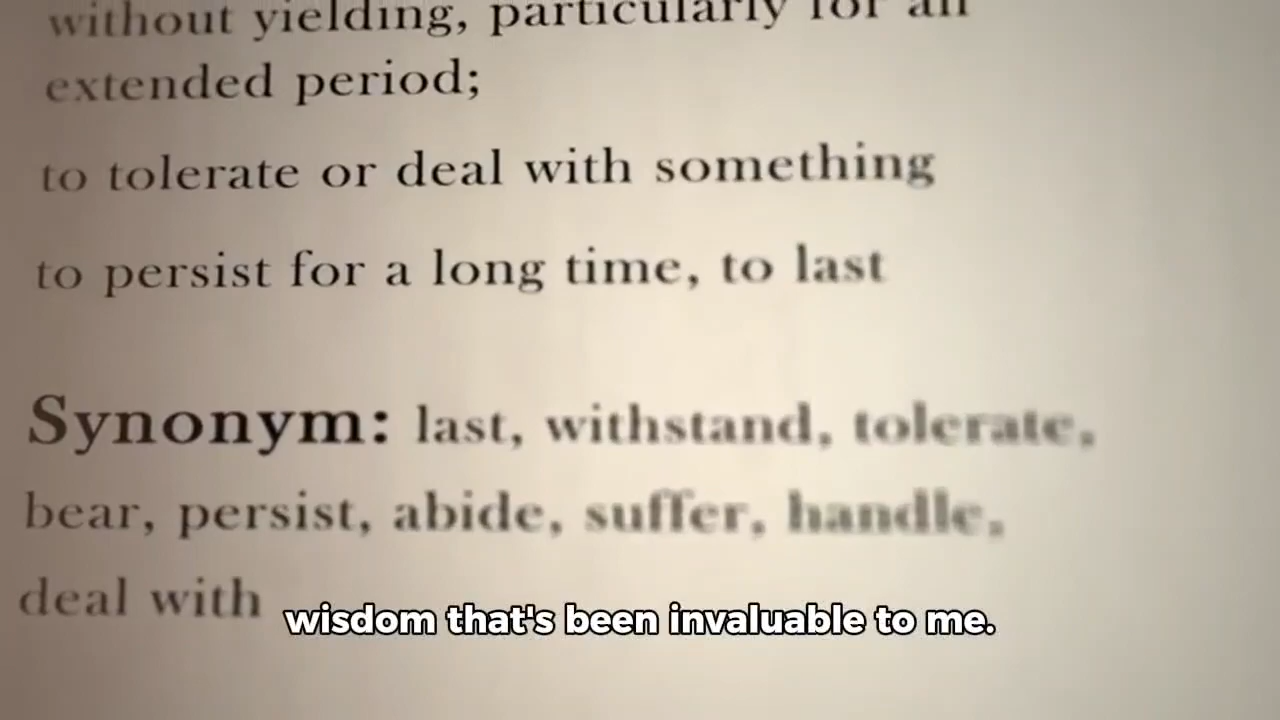 without yielding, particularly for an
extended period;
to tolerate or deal with something
to persist for a long time, to last
Synonym: last, withstand, tolerate,
bear, persist, abide, suffer, handle,
deal with
wisdom that's been invaluable to me.